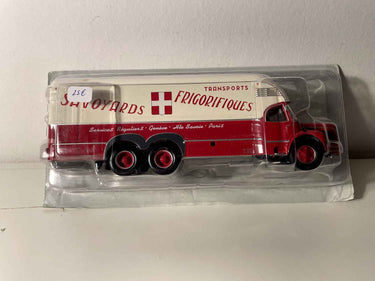 25€
TRANSPORTS
SAVOYARDS FRIGORIFIQUES
Services Réguliers - Genève - Hte Savoie - Paris